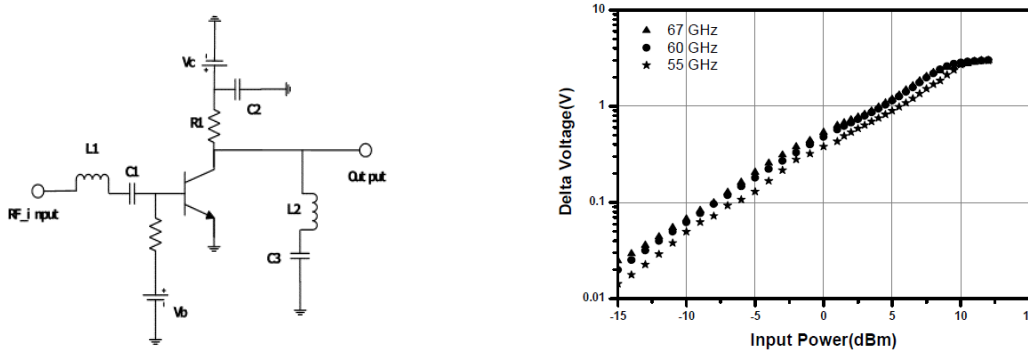 Vc
C2
R1
L1
C1
RF_input
Output
L2
C3
Vb
67 GHz
60 GHz
55 GHz
Delta Voltage(V)
10
1
0.1
0.01
-15
-10
-5
0
5
10
15
Input Power(dBm)